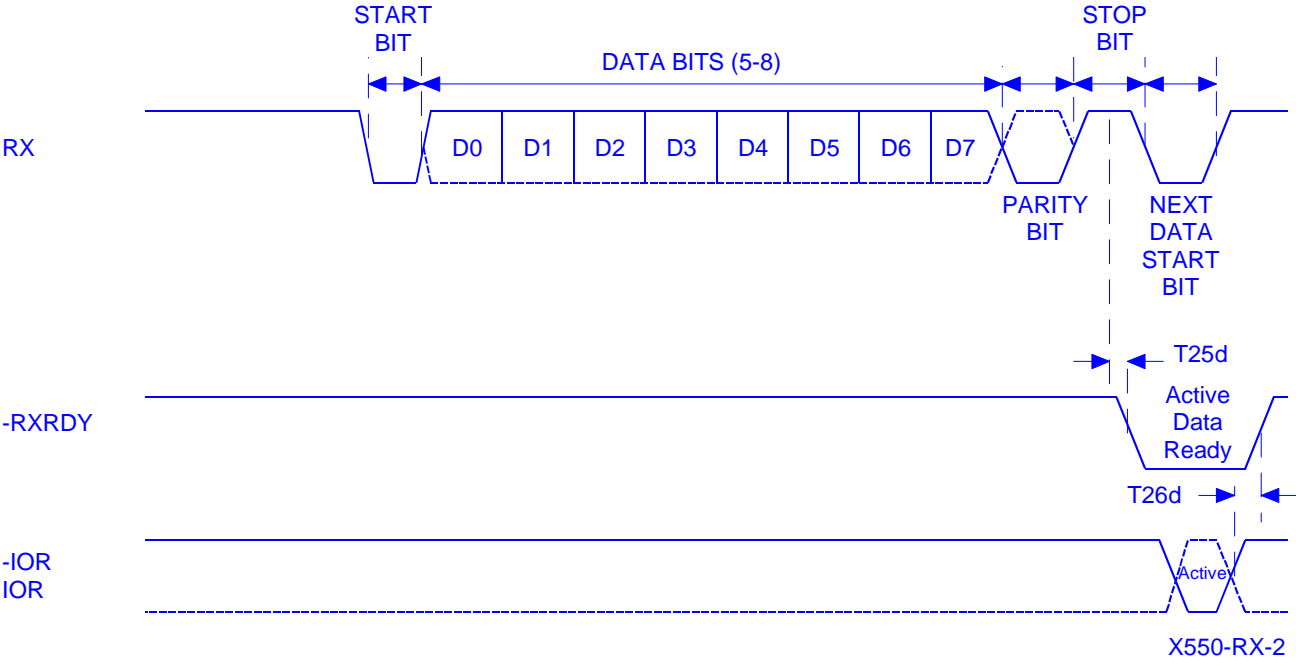 START
BIT
STOP
BIT
DATA BITS (5-8)
RX
D0
D1
D2
D3
D4
D5
D6
D7
PARITY
BIT
NEXT
DATA
START
BIT
T25d
-RXRDY
Active
Data
Ready
T26d
-IOR
IOR
Active
X550-RX-2